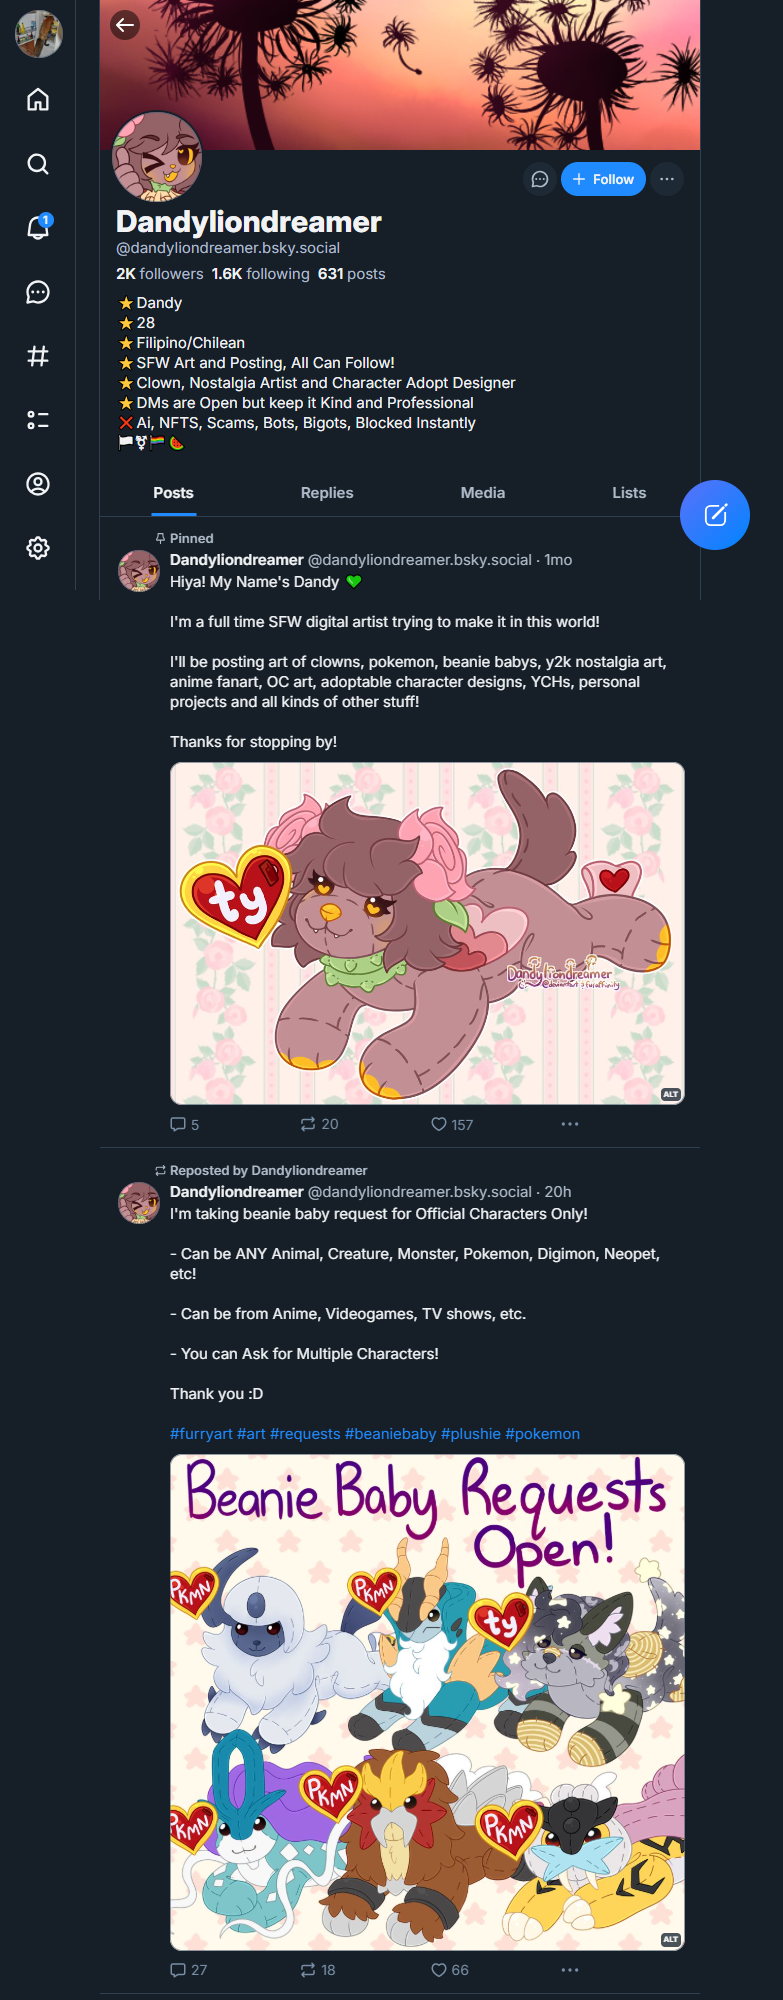 1
Follow
Dandyliondreamer
@dandyliondreamer.bsky.social
2K followers 1.6K following 631 posts
⭐Dandy
⭐28
⭐Filipino/Chilean
⭐SFW Art and Posting, All Can Follow!
⭐Clown, Nostalgia Artist and Character Adopt Designer
⭐DMs are Open but keep it Kind and Professional
❌Ai, NFTS, Scams, Bots, Bigots, Blocked Instantly
🏳️‍⚧️🏳️‍🌈🍉
Posts Replies Media Lists
Pinned
Dandyliondreamer @dandyliondreamer.bsky.social · 1mo
Hiya! My Name's Dandy 💚
I'm a full time SFW digital artist trying to make it in this world!
I'll be posting art of clowns, pokemon, beanie babys, y2k nostalgia art,
anime fanart, OC art, adoptable character designs, YCHs, personal
projects and all kinds of other stuff!
Thanks for stopping by!
ty
Dandyliondreamer
@deviantart furaffinity
ALT
5 20 157
Reposted by Dandyliondreamer
Dandyliondreamer @dandyliondreamer.bsky.social · 20h
I'm taking beanie baby request for Official Characters Only!
- Can be ANY Animal, Creature, Monster, Pokemon, Digimon, Neopet,
etc!
- Can be from Anime, Videogames, TV shows, etc.
- You can Ask for Multiple Characters!
Thank you :D
#furryart #art #requests #beaniebaby #plushie #pokemon
Beanie Baby Requests
Open!
PKMN
PKMN
ty
PKMN
PKMN
PKMN
ALT
27 18 66